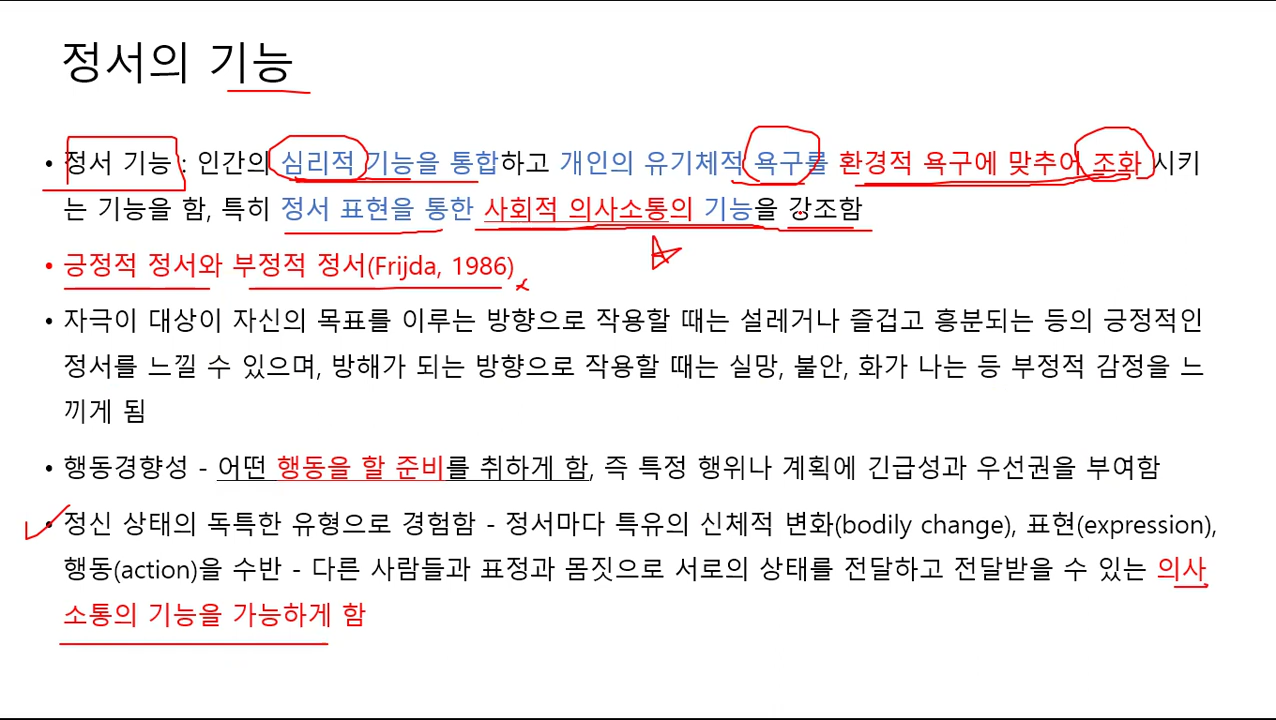 정서의 기능
• 정서 기능 : 인간의 심리적 기능을 통합하고 개인의 유기체적 욕구를 환경적 욕구에 맞추어 조화 시키
는 기능을 함, 특히 정서 표현을 통한 사회적 의사소통의 기능을 강조함
• 긍정적 정서와 부정적 정서(Frijda, 1986)
• 자극이 대상이 자신의 목표를 이루는 방향으로 작용할 때는 설레거나 즐겁고 흥분되는 등의 긍정적인
정서를 느낄 수 있으며, 방해가 되는 방향으로 작용할 때는 실망, 불안, 화가 나는 등 부정적 감정을 느
끼게 됨
• 행동경향성 - 어떤 행동을 할 준비를 취하게 함, 즉 특정 행위나 계획에 긴급성과 우선권을 부여함
• 정신 상태의 독특한 유형으로 경험함 - 정서마다 특유의 신체적 변화(bodily change), 표현(expression),
행동(action)을 수반 - 다른 사람들과 표정과 몸짓으로 서로의 상태를 전달하고 전달받을 수 있는 의사
소통의 기능을 가능하게 함